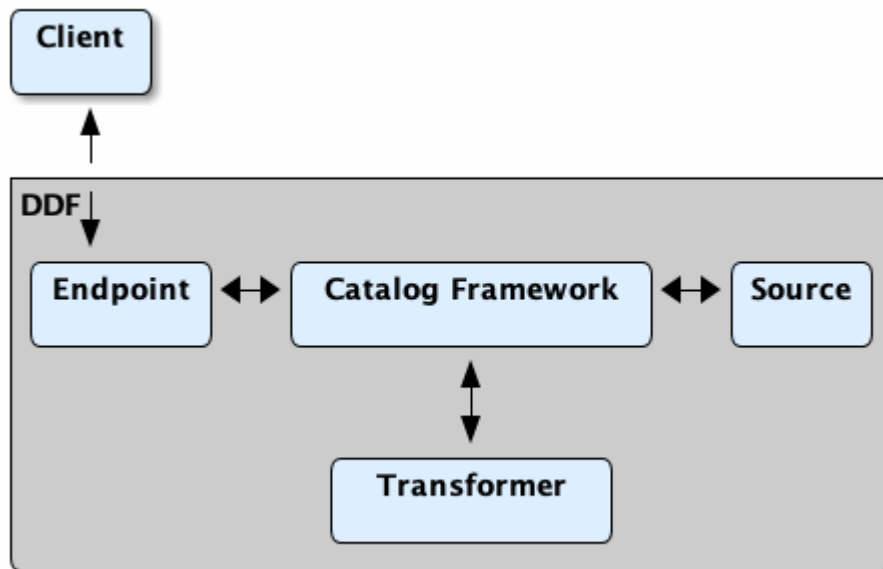 Client
DDF
Endpoint
Catalog Framework
Source
Transformer